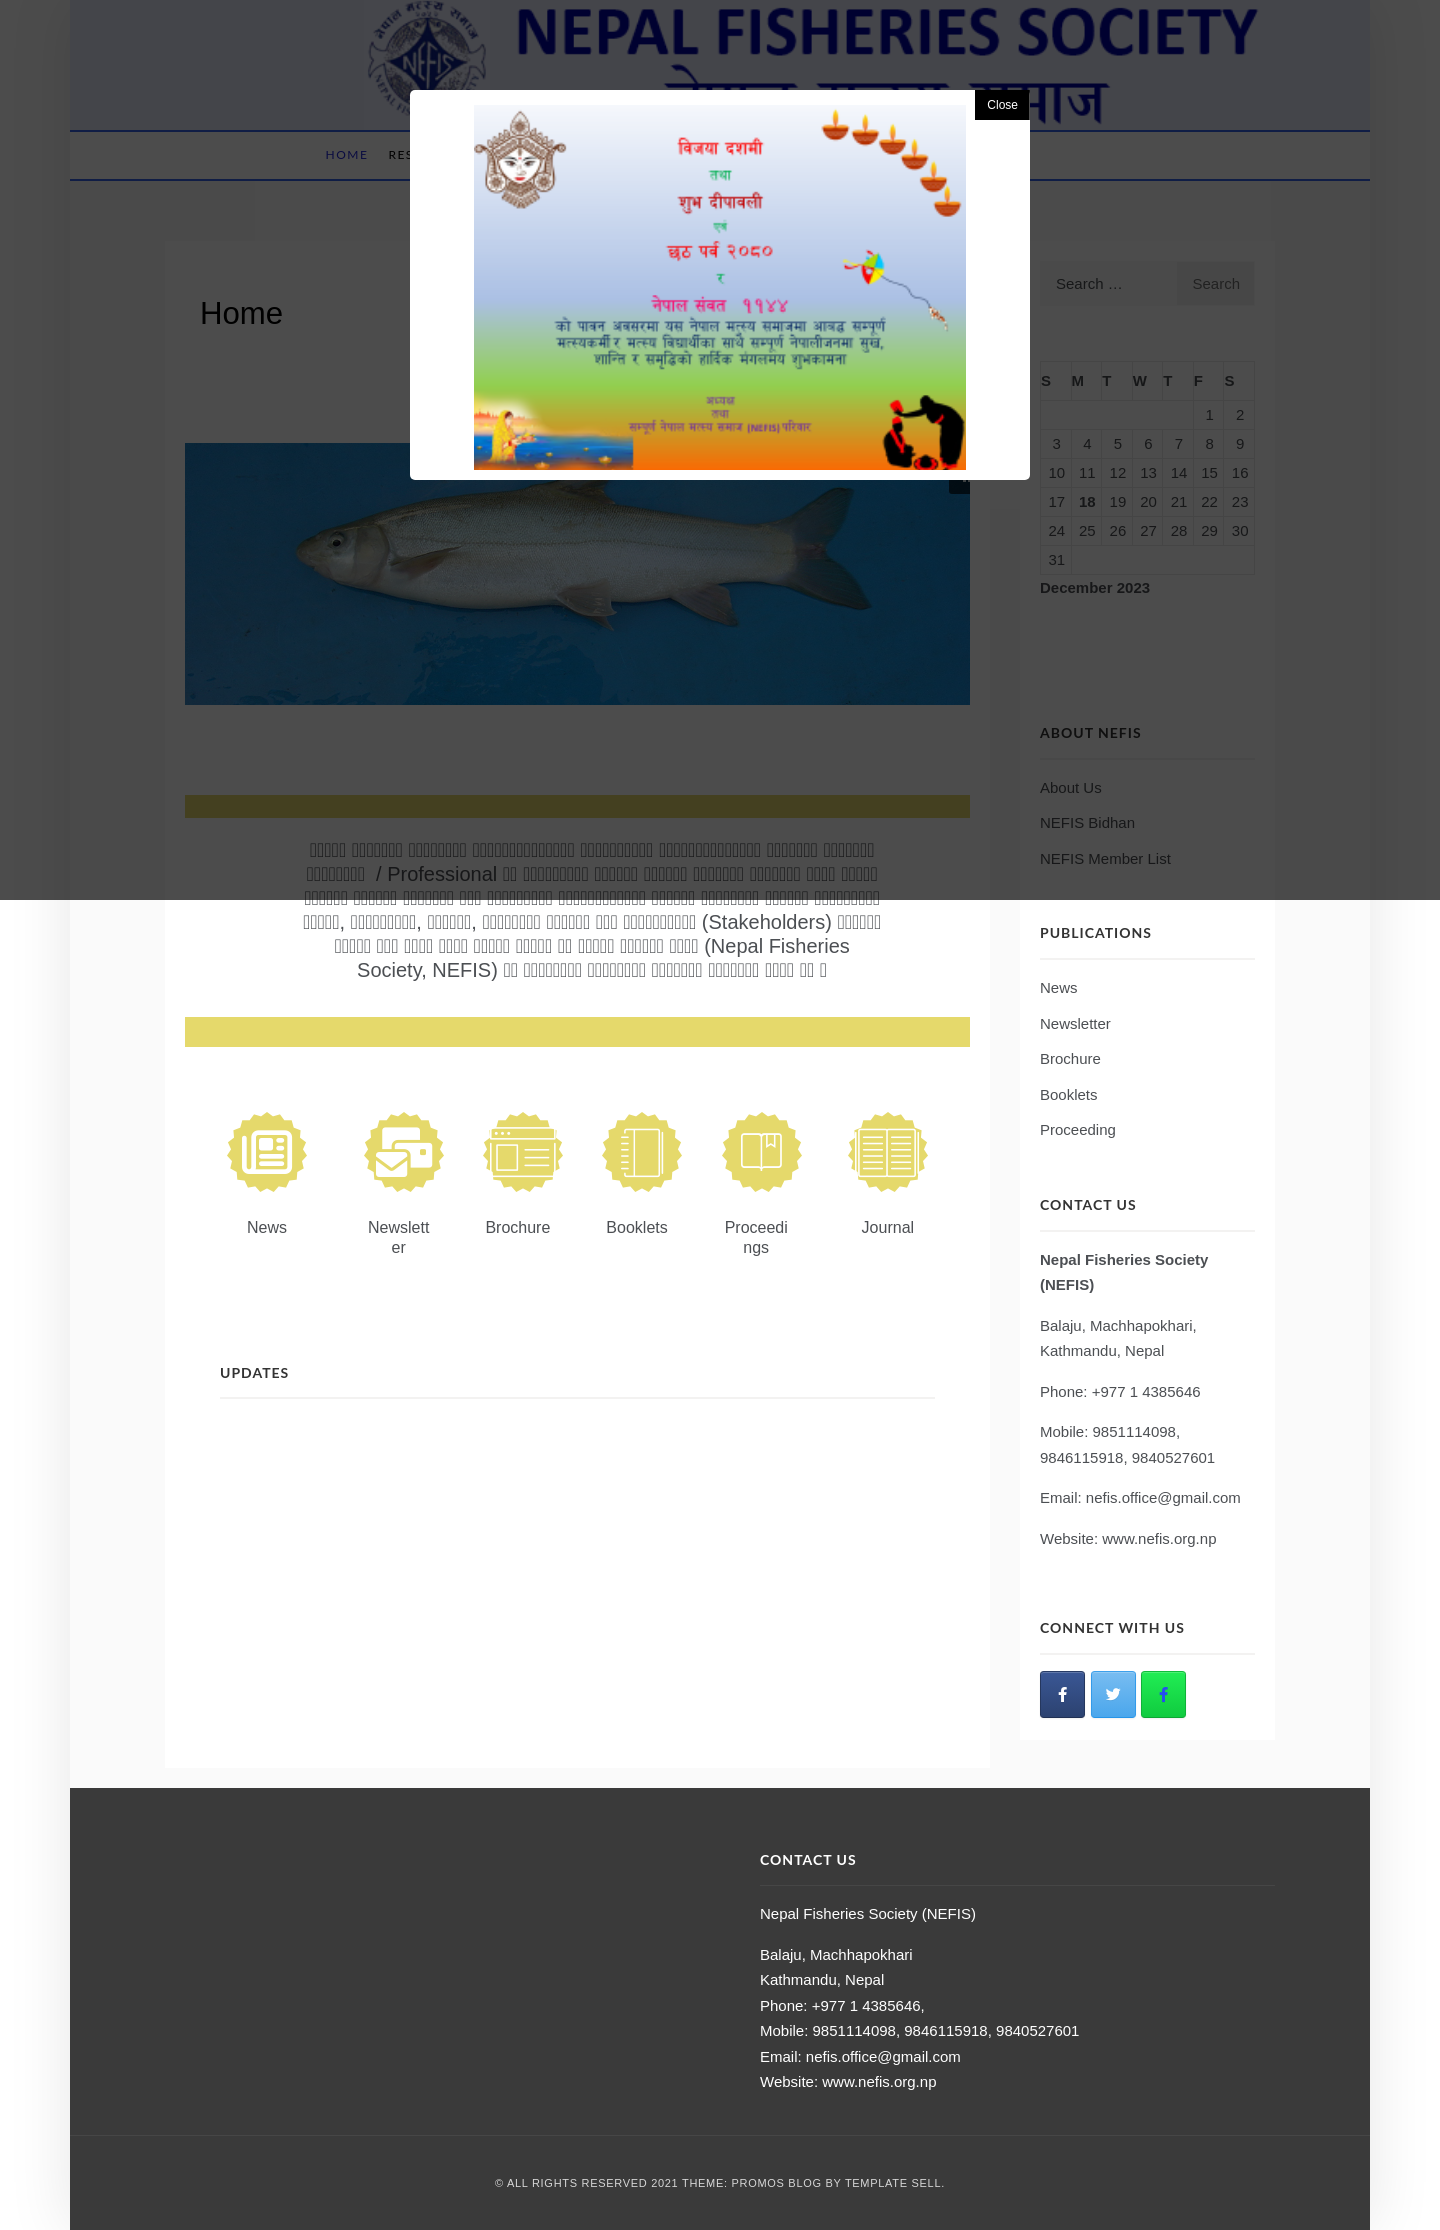 नेपाल मत्स्य समाज
NEFIS
NEPAL FISHERIES SOCIETY
HOME
Close
विजया दशमी
तथा
शुभ दीपावली
एवं
छठ पर्व २०८०
र
नेपाल संवत ११४४
को पावन अवसरमा यस नेपाल मत्स्य समाजमा आवद्ध सम्पूर्ण
मत्स्यकर्मी र मत्स्य विद्यार्थीका साथै सम्पूर्ण नेपालीजनमा सुख,
शान्ति र समृद्धिको हार्दिक मंगलमय शुभकामना
अध्यक्ष
तथा
सम्पूर्ण नेपाल मत्स्य समाज (NEFIS) परिवार
Home
/ Professional
(Stakeholders)
(Nepal Fisheries
Society, NEFIS)
News
Newslett
er
Brochure
Booklets
Proceedi
ngs
Journal
UPDATES
Search …
Search
S M T W T F S
1 2
3 4 5 6 7 8 9
10 11 12 13 14 15 16
17 18 19 20 21 22 23
24 25 26 27 28 29 30
31
December 2023
ABOUT NEFIS
About Us
NEFIS Bidhan
NEFIS Member List
PUBLICATIONS
News
Newsletter
Brochure
Booklets
Proceeding
CONTACT US
Nepal Fisheries Society
(NEFIS)
Balaju, Machhapokhari,
Kathmandu, Nepal
Phone: +977 1 4385646
Mobile: 9851114098,
9846115918, 9840527601
Email: nefis.office@gmail.com
Website: www.nefis.org.np
CONNECT WITH US
CONTACT US
Nepal Fisheries Society (NEFIS)
Balaju, Machhapokhari
Kathmandu, Nepal
Phone: +977 1 4385646,
Mobile: 9851114098, 9846115918, 9840527601
Email: nefis.office@gmail.com
Website: www.nefis.org.np
© ALL RIGHTS RESERVED 2021 THEME: PROMOS BLOG BY TEMPLATE SELL.